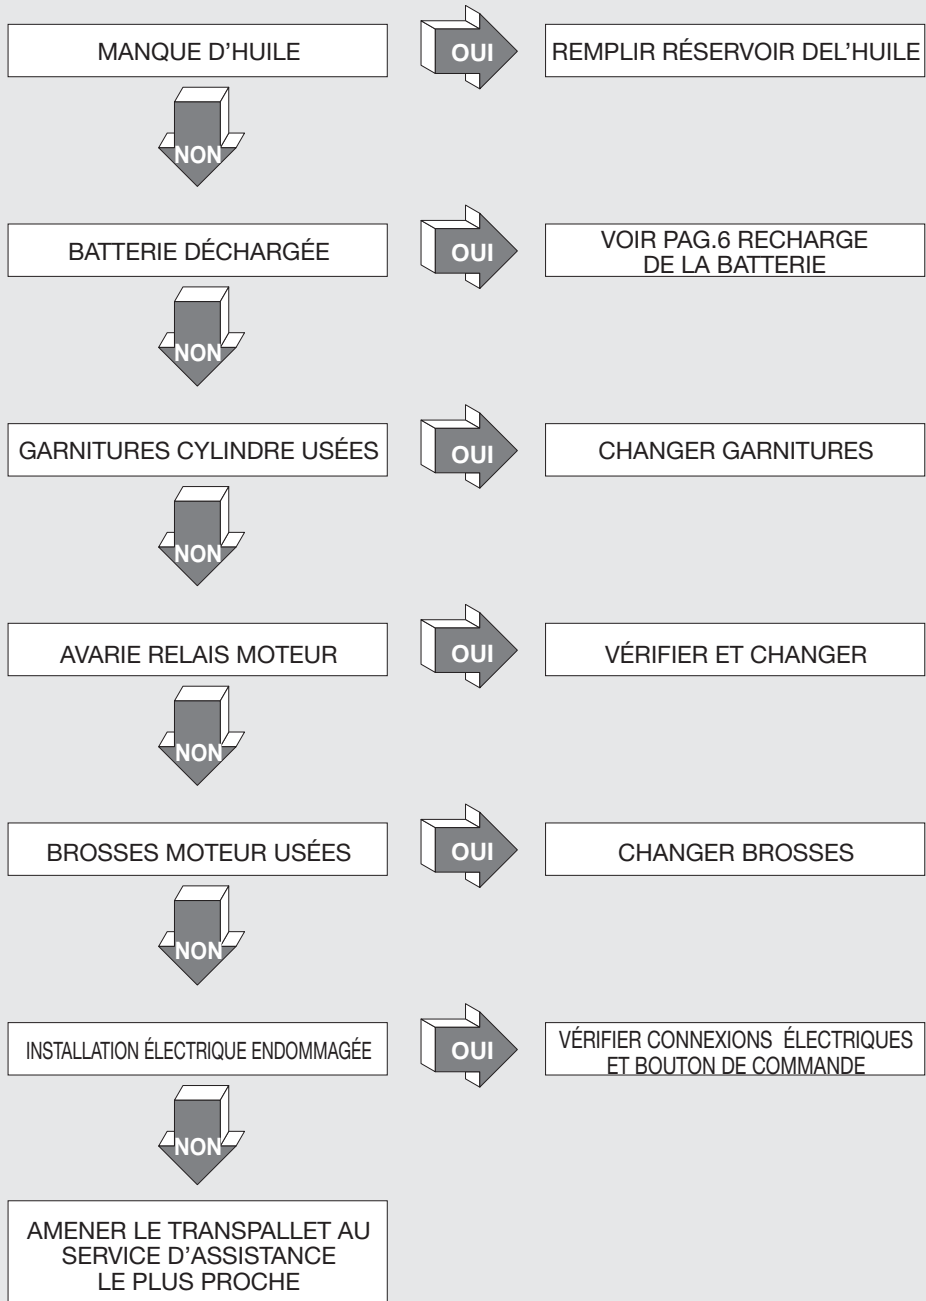 MANQUE D'HUILE
OUI
REMPLIR RÉSERVOIR DEL'HUILE
NON
BATTERIE DÉCHARGÉE
OUI
VOIR PAG.6 RECHARGE
DE LA BATTERIE
NON
GARNITURES CYLINDRE USÉES
OUI
CHANGER GARNITURES
NON
AVARIE RELAIS MOTEUR
OUI
VÉRIFIER ET CHANGER
NON
BROSSES MOTEUR USÉES
OUI
CHANGER BROSSES
NON
INSTALLATION ÉLECTRIQUE ENDOMMAGÉE
OUI
VÉRIFIER CONNEXIONS ÉLECTRIQUES
ET BOUTON DE COMMANDE
NON
AMENER LE TRANSPALLET AU
SERVICE D'ASSISTANCE
LE PLUS PROCHE